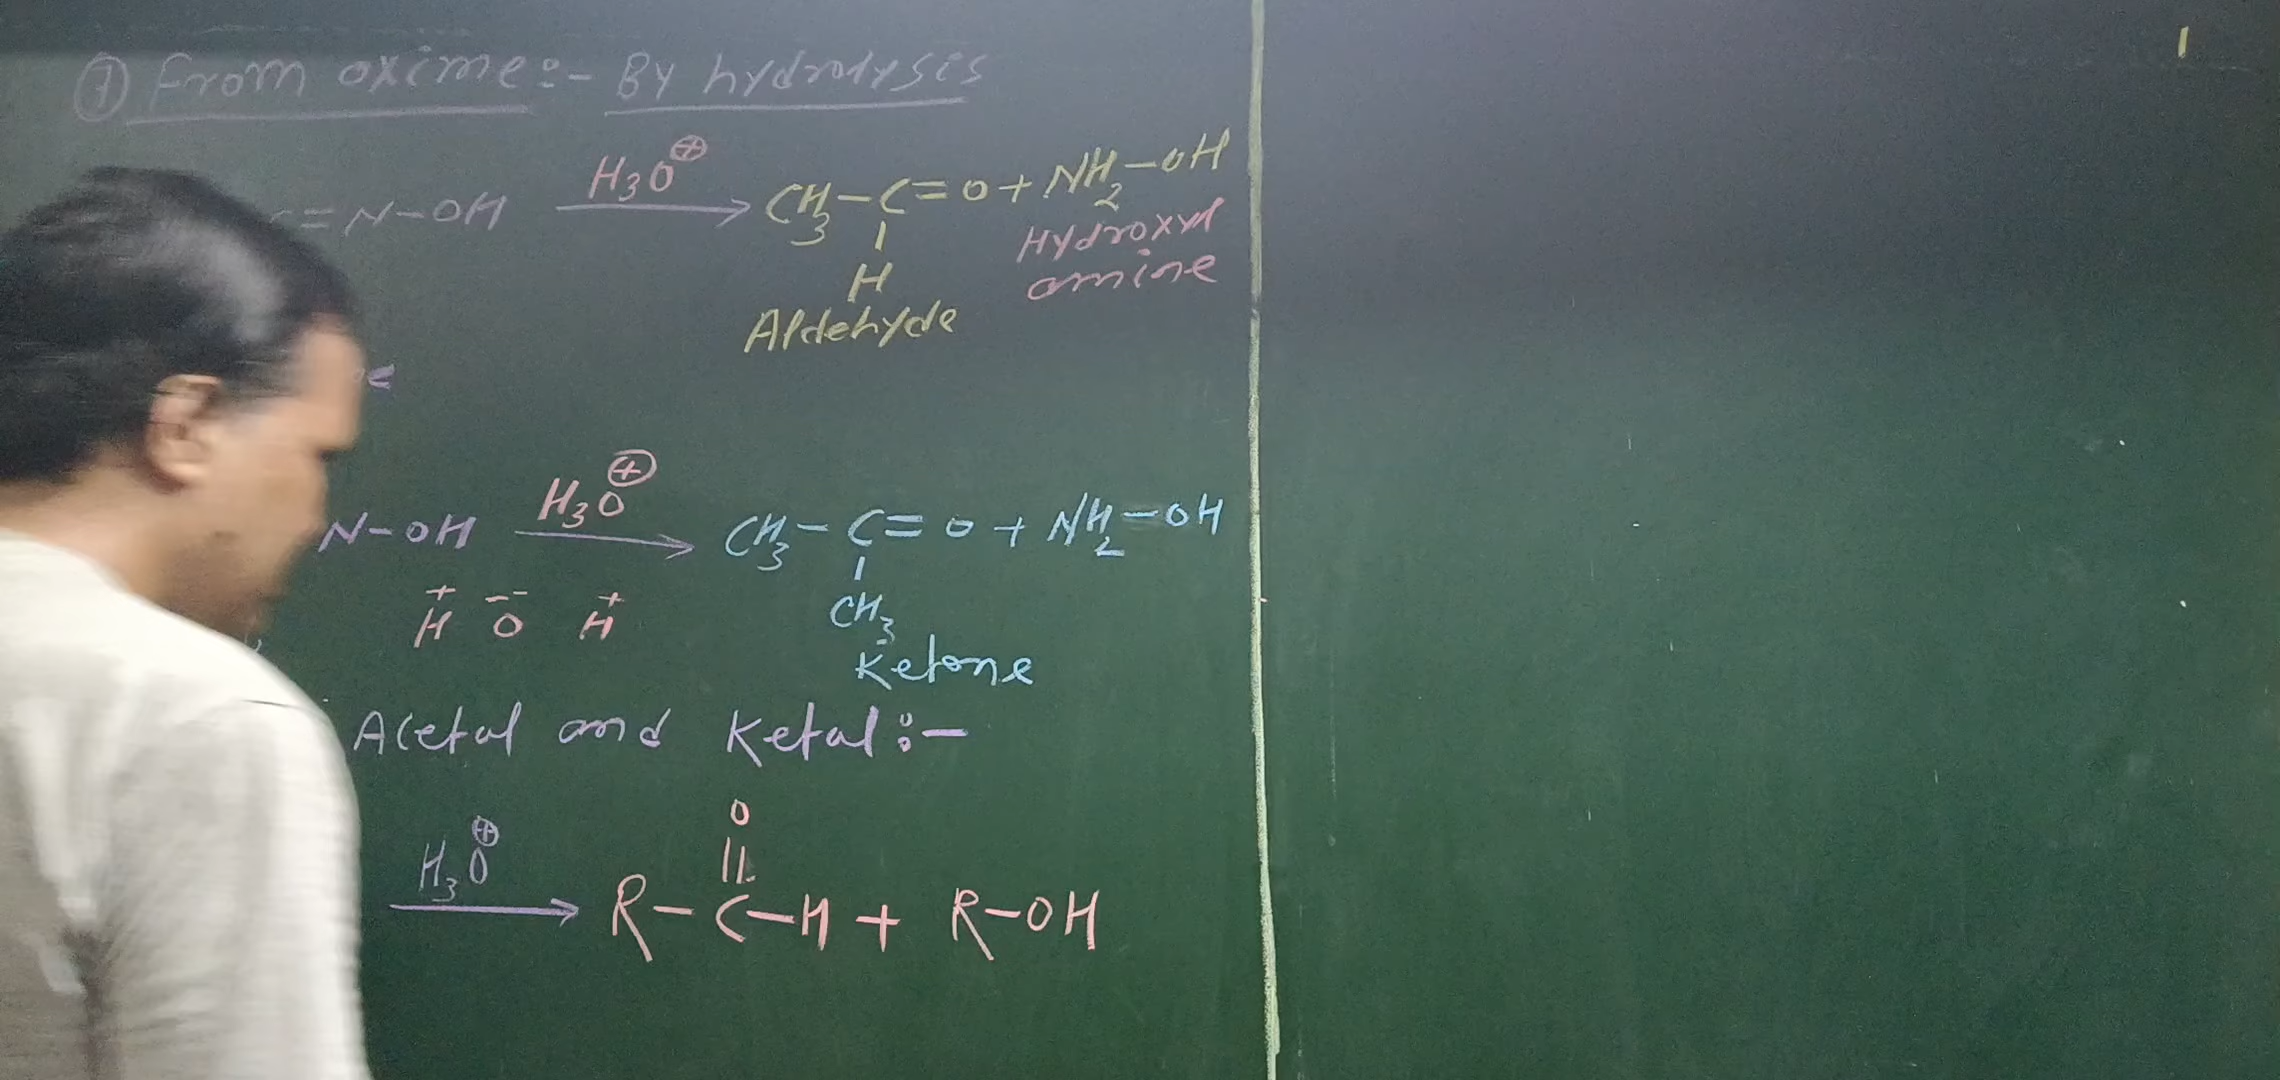 ⑦ From oxime:- By hydrolysis
=N-OH H₃O⊕ → CH₃-C=O + NH₂-OH
|
H
Hydroxyl
amine
Aldehyde
N-OH H₃O⊕ → CH₃-C=O + NH₂-OH
|
CH₃
H⁺ O⁻⁻ H⁺
Ketone
Acetal and Ketal:-
O
||
H₃O⊕ → R-C-H + R-OH